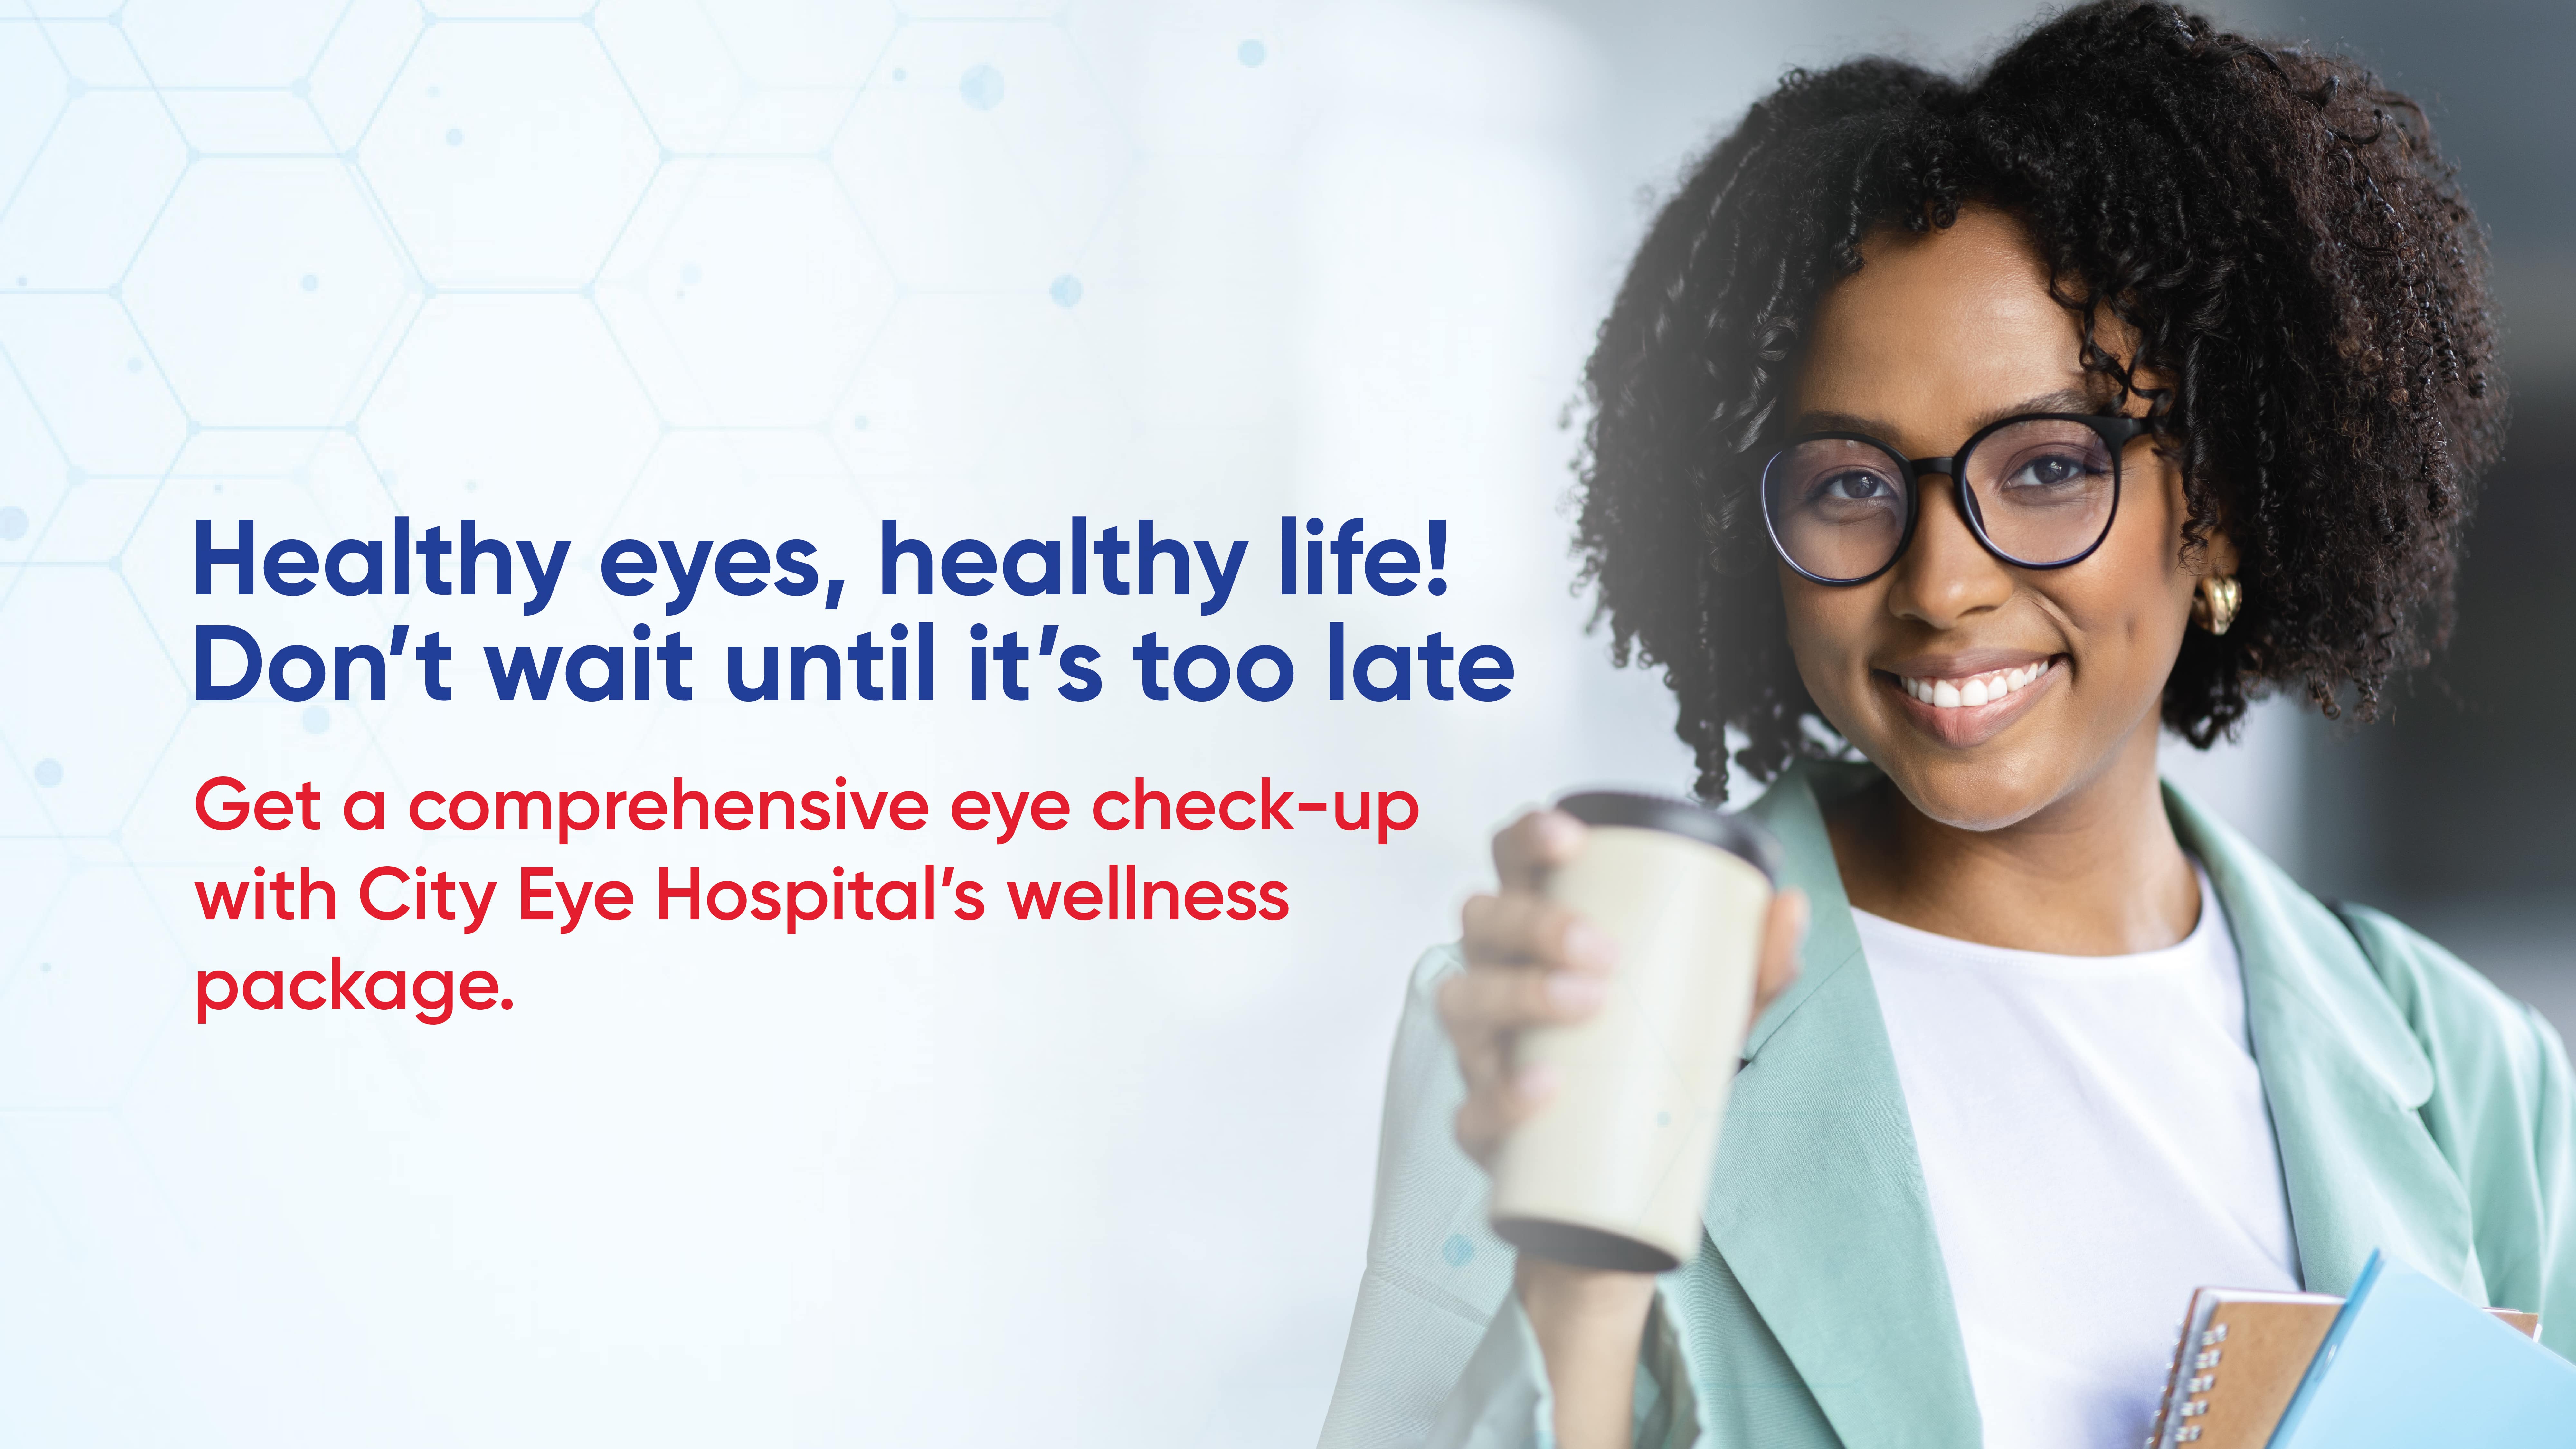 Healthy eyes, healthy life!
Don’t wait until it’s too late
Get a comprehensive eye check-up
with City Eye Hospital’s wellness
package.